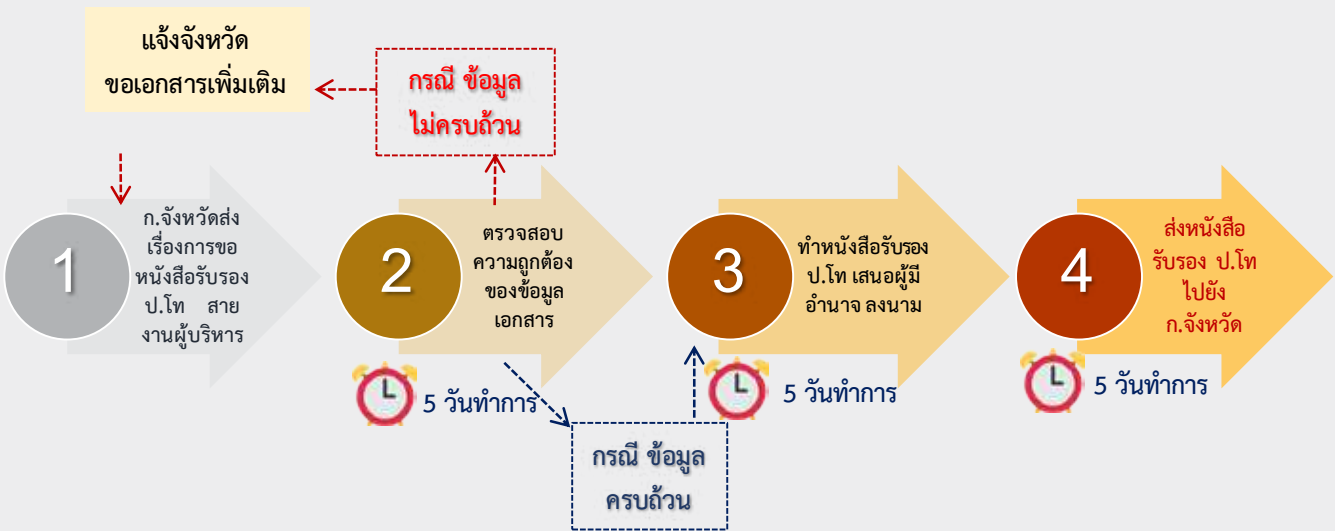 แจ้งจังหวัด
ขอเอกสารเพิ่มเติม
กรณี ข้อมูล
ไม่ครบถ้วน
1
ก.จังหวัดส่ง
เรื่องการขอ
หนังสือรับรอง
ป.โท สาย
งานผู้บริหาร
2
ตรวจสอบ
ความถูกต้อง
ของข้อมูล
เอกสาร
5 วันทำการ
กรณี ข้อมูล
ครบถ้วน
3
ทำหนังสือรับรอง
ป.โท เสนอผู้มี
อำนาจ ลงนาม
5 วันทำการ
4
ส่งหนังสือ
รับรอง ป.โท
ไปยัง
ก.จังหวัด
5 วันทำการ